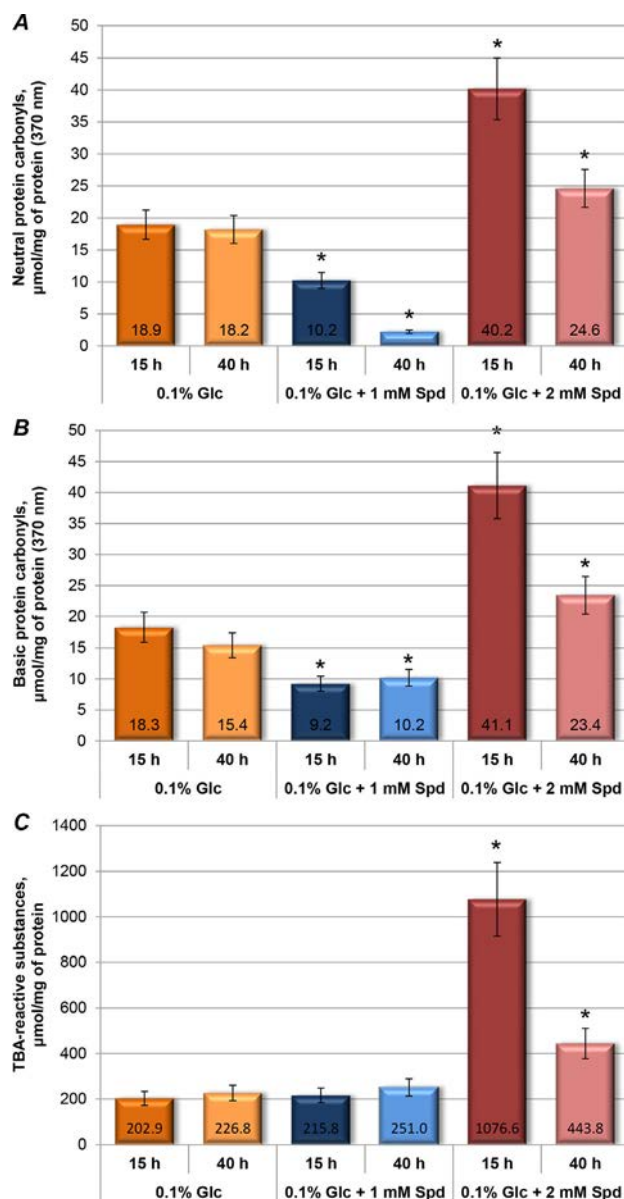 A
Neutral protein carbonyls,
µmol/mg of protein (370 nm)
50
45
40
35
30
25
20
15
10
5
0
*
*
*
*
18.9 18.2 10.2 40.2 24.6
15 h 40 h 15 h 40 h 15 h 40 h
0.1% Glc 0.1% Glc + 1 mM Spd 0.1% Glc + 2 mM Spd
B
Basic protein carbonyls,
µmol/mg of protein (370 nm)
50
45
40
35
30
25
20
15
10
5
0
*
*
*
*
18.3 15.4 9.2 10.2 41.1 23.4
15 h 40 h 15 h 40 h 15 h 40 h
0.1% Glc 0.1% Glc + 1 mM Spd 0.1% Glc + 2 mM Spd
C
TBA-reactive substances,
µmol/mg of protein
1400
1200
1000
800
600
400
200
0
*
*
202.9 226.8 215.8 251.0 1076.6 443.8
15 h 40 h 15 h 40 h 15 h 40 h
0.1% Glc 0.1% Glc + 1 mM Spd 0.1% Glc + 2 mM Spd